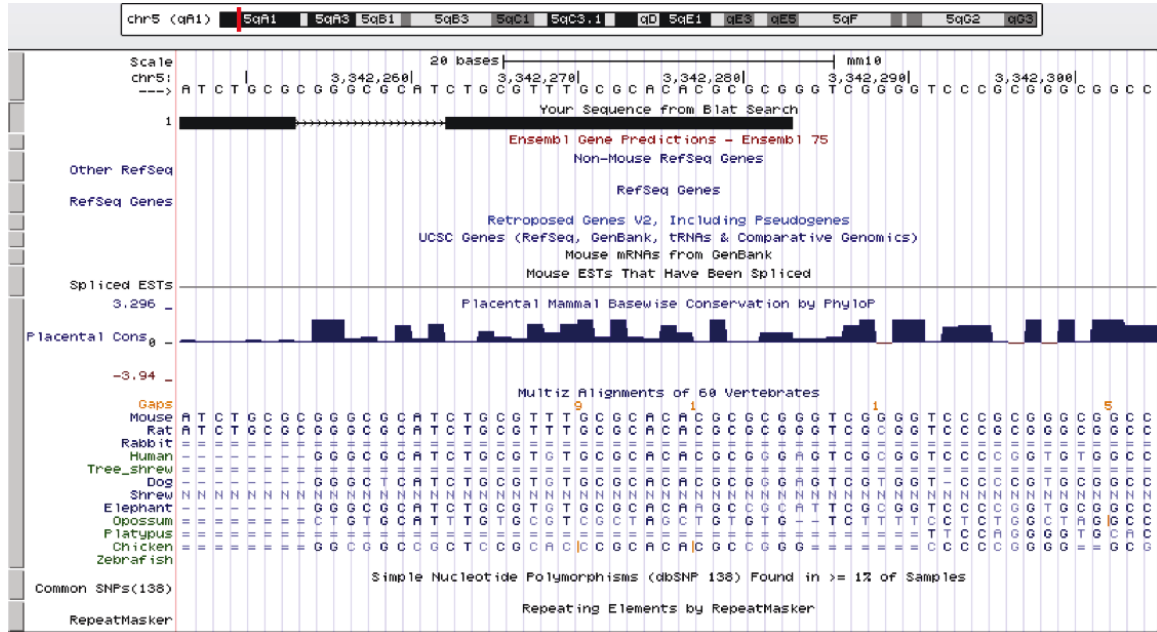 chr5 (qA1) 5qA1 5qA3 5qB1 5qB3 5qC1 5qC3.1 qD 5qE1 qE3 qE5 5qF 5qG2 qG3
Scale 20 bases mm10
chr5: 3,342,260 3,342,270 3,342,280 3,342,290 3,342,300
---> A T C T G C G C G G G C G C A T C T G C G T T T G C G C A C A C G C G C G G G T C G G G G T C C C G C G G G C G G C C
Your Sequence from Blat Search
1
Ensembl Gene Predictions - Ensembl 75
Non-Mouse RefSeq Genes
Other RefSeq
RefSeq Genes
RefSeq Genes
Retroposed Genes V2, Including Pseudogenes
UCSC Genes (RefSeq, GenBank, tRNAs & Comparative Genomics)
Mouse mRNAs from GenBank
Mouse ESTs That Have Been Spliced
Spliced ESTs
3.296 _
Placental Mammal Basewise Conservation by PhyloP
Placental Cons 0 -
-3.94 _
Multiz Alignments of 60 Vertebrates
Gaps 9 1 1 5
Mouse A T C T G C G C G G G C G C A T C T G C G T T T G C G C A C A C G C G C G G G T C G G G G T C C C G C G G G C G G C C
Rat A T C T G C G C G G G C G C A T C T G C G T T T G C G C A C A C G C G C G G G T C G C G G T C C C G C G G G C G G C C
Rabbit = = = = = = = = = = = = = = = = = = = = = = = = = = = = = = = = = = = = = = = = = = = = = = = = = = = = = = = = = = =
Human - - - - - - - - G G G C G C A T C T G C G T G T G C G C A C A C G C G G G A G T C G C G G T C C C C G G T G T G G C C
Tree_shrew = = = = = = = = = = = = = = = = = = = = = = = = = = = = = = = = = = = = = = = = = = = = = = = = = = = = = = = = = = =
Dog - - - - - - - - G G G C T C A T C T G C G T G T G C G C A C A C G C G G G A G T C G T G G T - C C C C G T G C G G C C
Shrew N N N N N N N N N N N N N N N N N N N N N N N N N N N N N N N N N N N N N N N N N N N N N N N N N N N N N N N N N N N
Elephant - - - - - - - - G G G C G C A T C T G C G T G T G C G C A C A A G C C G C A T T C G C G G T C C C G G G T G C G G C C
Opossum = = = = = = = = C T G T G C A T T T G T G C G T C G C T A G C T G T G T G - - T C T T T T C C T C T G G C T A G | G C C
Platypus = = = = = = = = = = = = = = = = = = = = = = = = = = = = = = = = = = = = = = = = = = = = = T T C C A G G G G T G C A C
Chicken = = = = = = = = G G C G G C C G C T C C G C A C | C C G C A C A | C G C C G G G = = = = = = = C C C C C G G G G = = G C G
Zebrafish
Simple Nucleotide Polymorphisms (dbSNP 138) Found in >= 1% of Samples
Common SNPs(138)
Repeating Elements by RepeatMasker
RepeatMasker